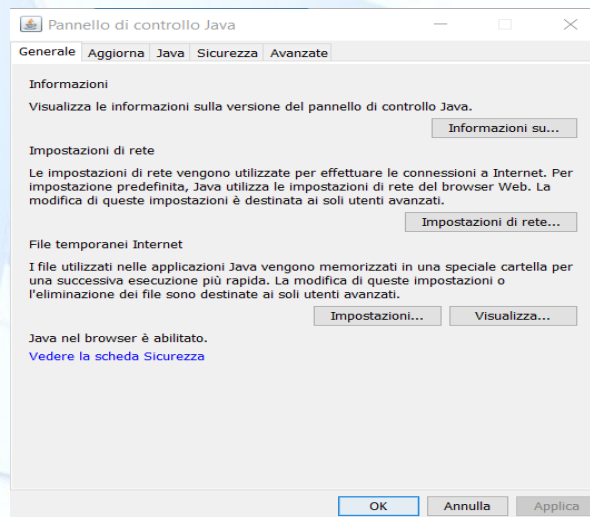 Pannello di controllo Java
Generale Aggiorna Java Sicurezza Avanzate
Informazioni
Visualizza le informazioni sulla versione del pannello di controllo Java.
Informazioni su...
Impostazioni di rete
Le impostazioni di rete vengono utilizzate per effettuare le connessioni a Internet. Per
impostazione predefinita, Java utilizza le impostazioni di rete del browser Web. La
modifica di queste impostazioni è destinata ai soli utenti avanzati.
Impostazioni di rete...
File temporanei Internet
I file utilizzati nelle applicazioni Java vengono memorizzati in una speciale cartella per
una successiva esecuzione più rapida. La modifica di queste impostazioni o
l'eliminazione dei file sono destinate ai soli utenti avanzati.
Impostazioni... Visualizza...
Java nel browser è abilitato.
Vedere la scheda Sicurezza
OK Annulla Applica